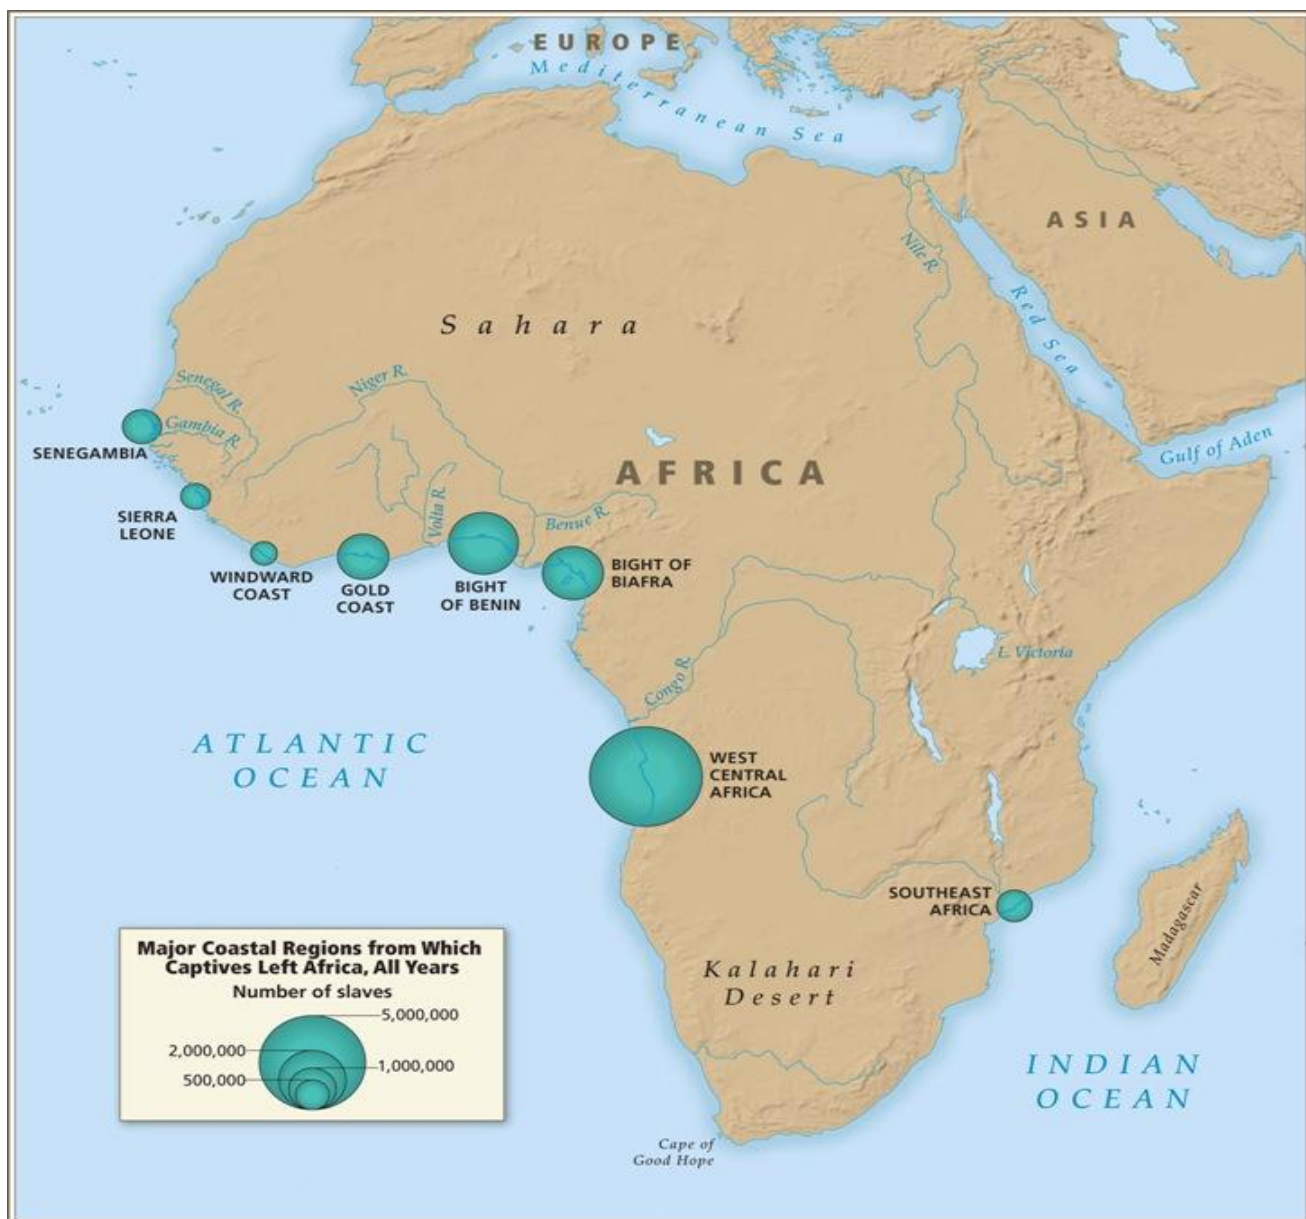 EUROPE
Mediterranean Sea
ASIA
Nile R.
Red Sea
Sahara
Senegal R.
Niger R.
Gambia R.
SENEGAMBIA
AFRICA
Gulf of Aden
SIERRA
LEONE
Volta R.
Benue R.
WINDWARD
COAST
GOLD
COAST
BIGHT
OF BENIN
BIGHT OF
BIAFRA
L. Victoria
Congo R.
ATLANTIC
OCEAN
WEST
CENTRAL
AFRICA
SOUTHEAST
AFRICA
Madagascar
Kalahari
Desert
Major Coastal Regions from Which
Captives Left Africa, All Years
Number of slaves
5,000,000
2,000,000
1,000,000
500,000
INDIAN
OCEAN
Cape of
Good Hope